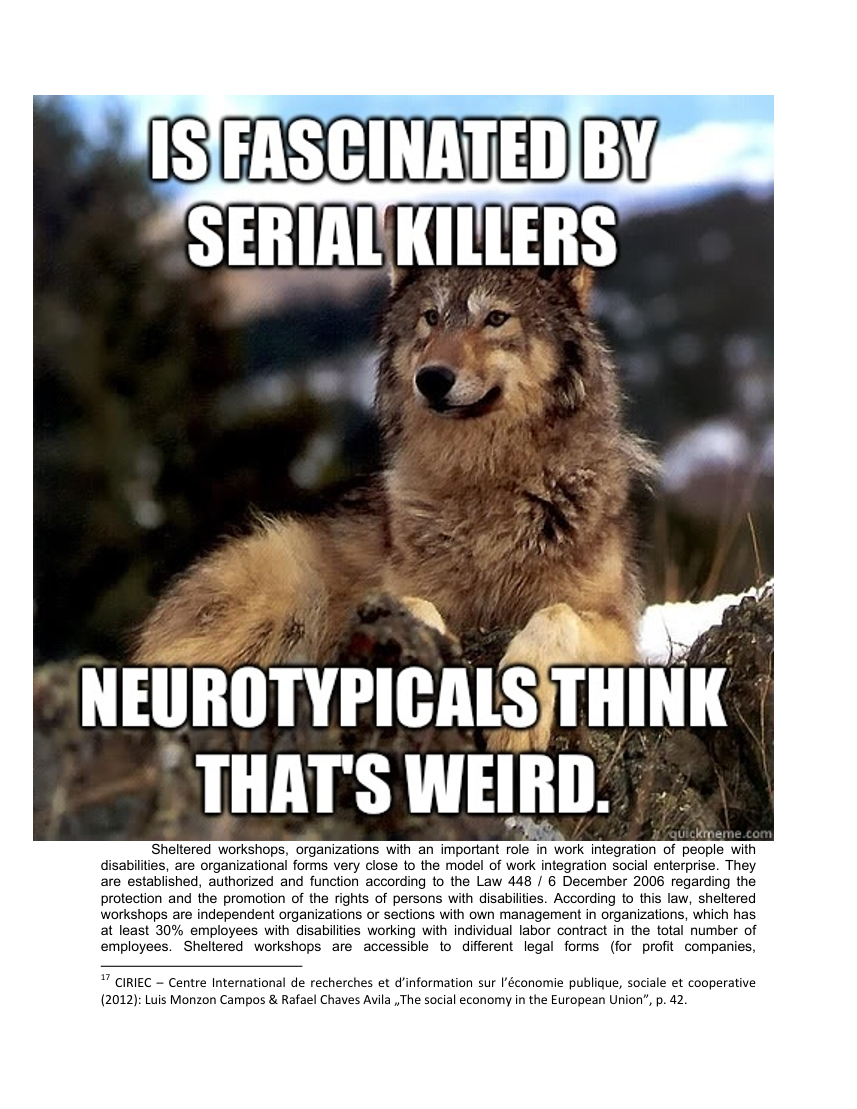 IS FASCINATED BY
SERIAL KILLERS
NEUROTYPICALS THINK
THAT'S WEIRD.
quickmeme.com
Sheltered workshops, organizations with an important role in work integration of people with
disabilities, are organizational forms very close to the model of work integration social enterprise. They
are established, authorized and function according to the Law 448 / 6 December 2006 regarding the
protection and the promotion of the rights of persons with disabilities. According to this law, sheltered
workshops are independent organizations or sections with own management in organizations, which has
at least 30% employees with disabilities working with individual labor contract in the total number of
employees. Sheltered workshops are accessible to different legal forms (for profit companies,
17 CIRIEC – Centre International de recherches et d’information sur l’économie publique, sociale et cooperative
(2012): Luis Monzon Campos & Rafael Chaves Avila „The social economy in the European Union”, p. 42.